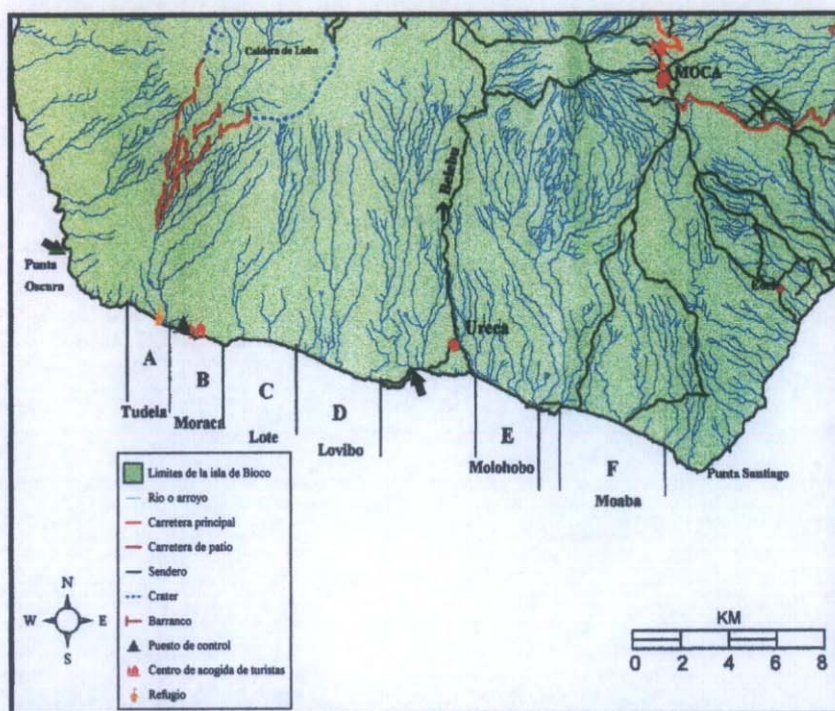 Caldera de Luba
MOCA
Belebu
Punta
Oscura
Ureca
A
B
C
D
E
F
Tudela
Moraca
Lote
Lovibo
Molohobo
Moaba
Punta Santiago
Limites de la isla de Bioco
Rio o arroyo
Carretera principal
Carretera de patio
Sendero
Crater
Barranco
Puesto de control
Centro de acogida de turistas
Refugio
N
W E
S
KM
0 2 4 6 8